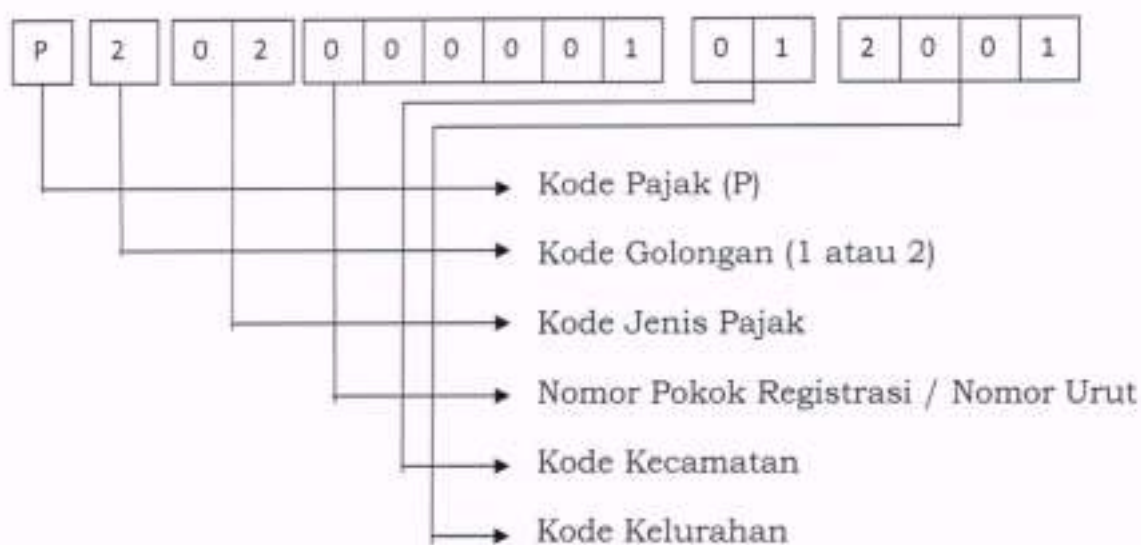 P 2 0 2 0 0 0 0 0 1 0 1 2 0 0 1
Kode Pajak (P)
Kode Golongan (1 atau 2)
Kode Jenis Pajak
Nomor Pokok Registrasi / Nomor Urut
Kode Kecamatan
Kode Kelurahan